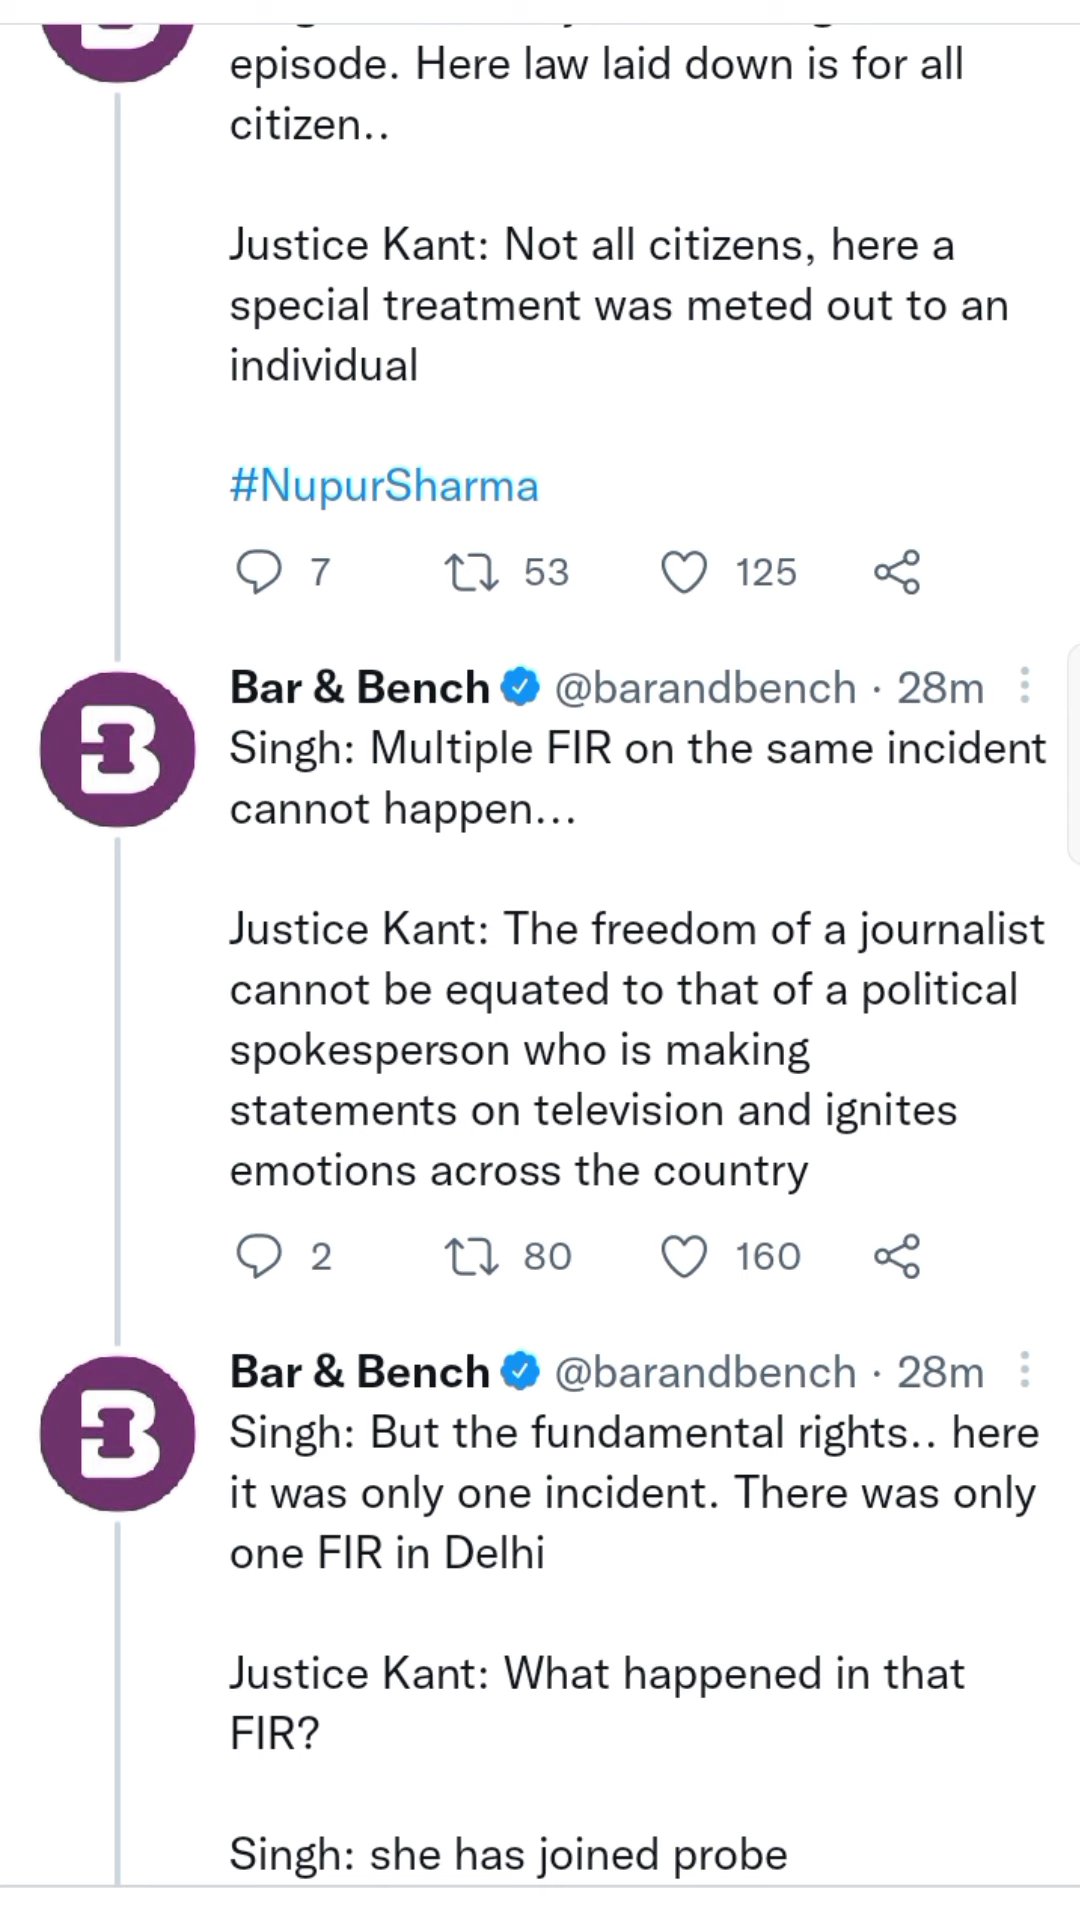 episode. Here law laid down is for all
citizen..
Justice Kant: Not all citizens, here a
special treatment was meted out to an
individual
#NupurSharma
7 53 125
Bar & Bench @barandbench · 28m
Singh: Multiple FIR on the same incident
cannot happen...
Justice Kant: The freedom of a journalist
cannot be equated to that of a political
spokesperson who is making
statements on television and ignites
emotions across the country
2 80 160
Bar & Bench @barandbench · 28m
Singh: But the fundamental rights.. here
it was only one incident. There was only
one FIR in Delhi
Justice Kant: What happened in that
FIR?
Singh: she has joined probe